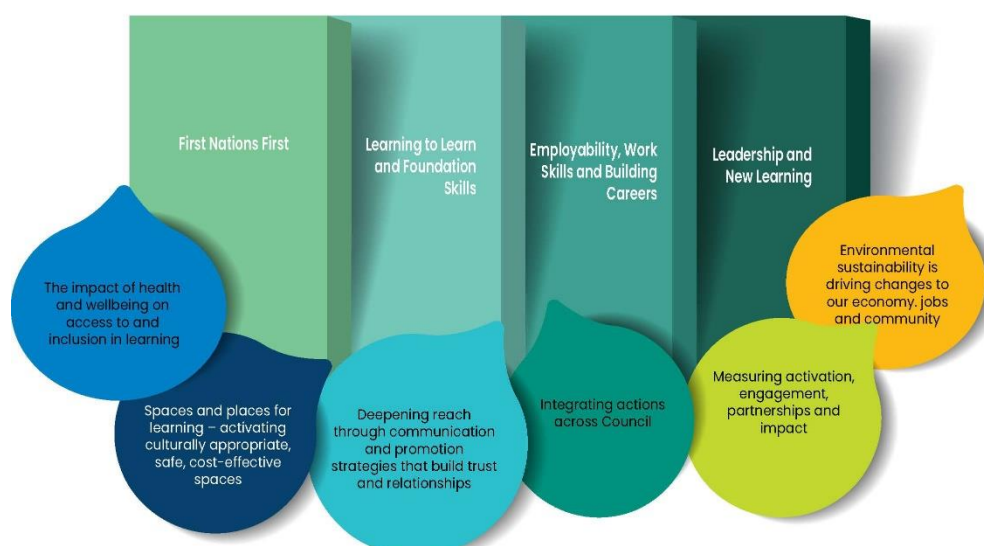 First Nations First
Learning to Learn
and Foundation
Skills
Employability, Work
Skills and Building
Careers
Leadership and
New Learning
The impact of health
and wellbeing on
access to and
inclusion in learning
Spaces and places for
learning – activating
culturally appropriate,
safe, cost-effective
spaces
Deepening reach
through communication
and promotion
strategies that build trust
and relationships
Integrating actions
across Council
Measuring activation,
engagement,
partnerships and
impact
Environmental
sustainability is
driving changes to
our economy. jobs
and community